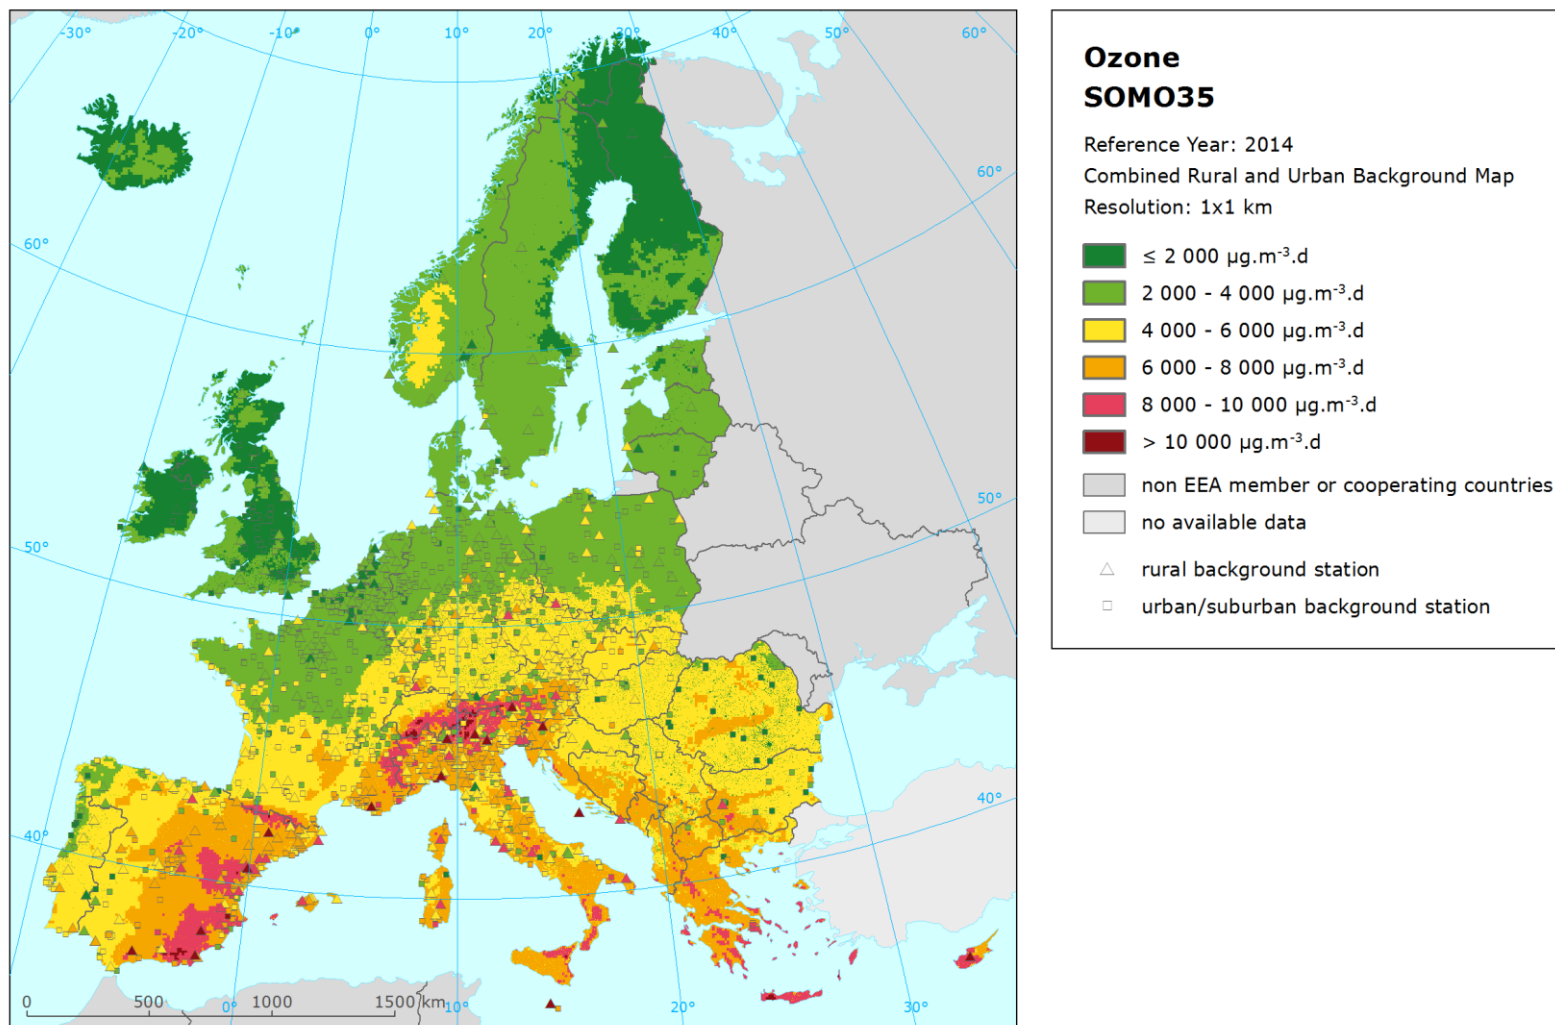 -30°
-20°
-10°
0°
10°
20°
30°
40°
50°
60°
60°
60°
50°
50°
40°
40°
0
500
1000
1500 km
0°
10°
20°
30°
Ozone
SOMO35
Reference Year: 2014
Combined Rural and Urban Background Map
Resolution: 1x1 km
≤ 2 000 µg.m⁻³.d
2 000 - 4 000 µg.m⁻³.d
4 000 - 6 000 µg.m⁻³.d
6 000 - 8 000 µg.m⁻³.d
8 000 - 10 000 µg.m⁻³.d
> 10 000 µg.m⁻³.d
non EEA member or cooperating countries
no available data
rural background station
urban/suburban background station